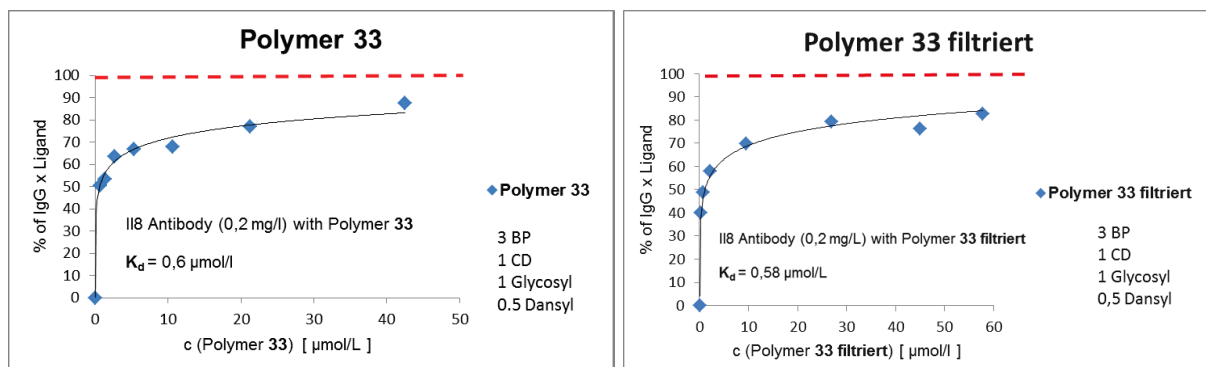 Polymer 33
100
90
80
70
60
50
40
30
20
10
0
% of IgG x Ligand
0 10 20 30 40 50
c (Polymer 33) [ µmol/L ]
Il8 Antibody (0,2 mg/l) with Polymer 33
Kd = 0,6 µmol/l
Polymer 33
3 BP
1 CD
1 Glycosyl
0.5 Dansyl
Polymer 33 filtriert
100
90
80
70
60
50
40
30
20
10
0
% of IgG x Ligand
0 10 20 30 40 50 60
c (Polymer 33 filtriert) [ µmol/l ]
Il8 Antibody (0,2 mg/L) with Polymer 33 filtriert
Kd = 0,58 µmol/L
Polymer 33 filtriert
3 BP
1 CD
1 Glycosyl
0,5 Dansyl